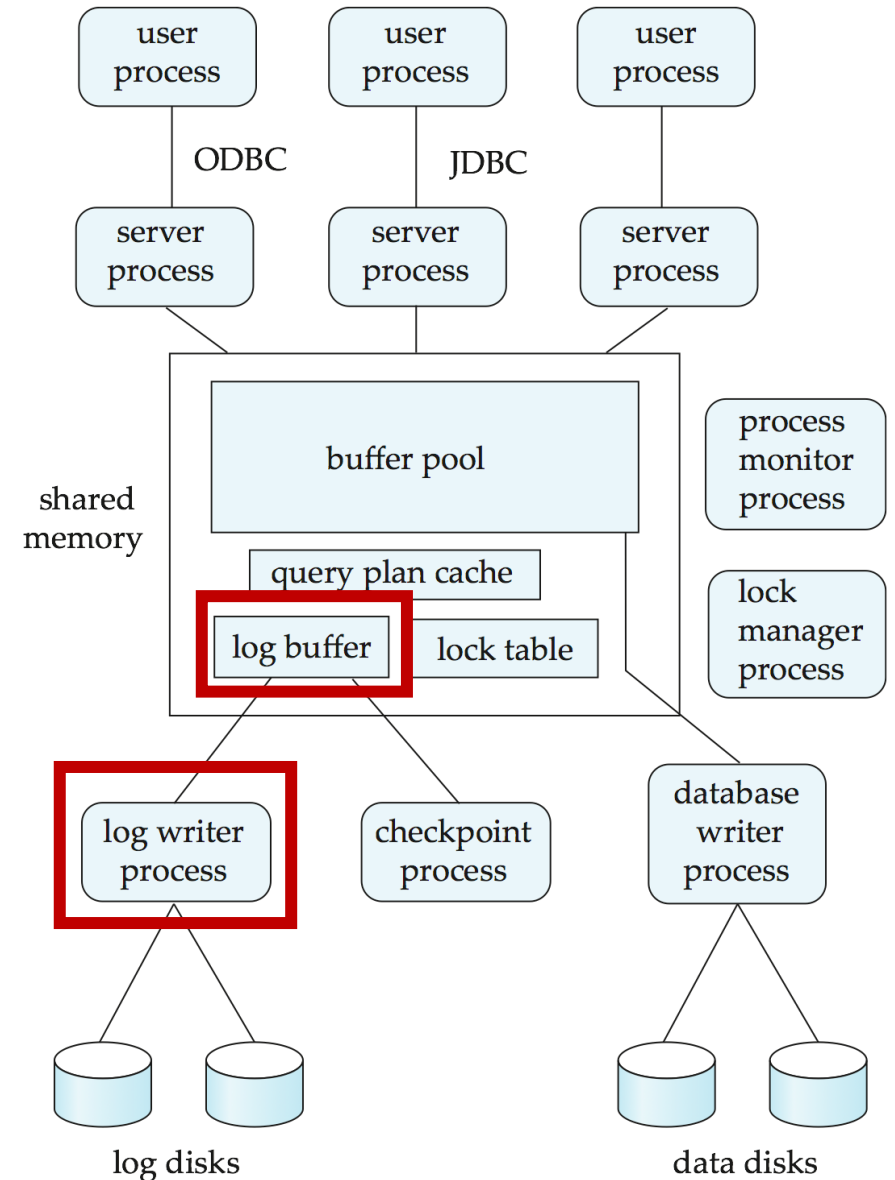 user
process
user
process
user
process
ODBC
JDBC
server
process
server
process
server
process
buffer pool
shared
memory
query plan cache
log buffer
lock table
process
monitor
process
lock
manager
process
log writer
process
checkpoint
process
database
writer
process
log disks
data disks